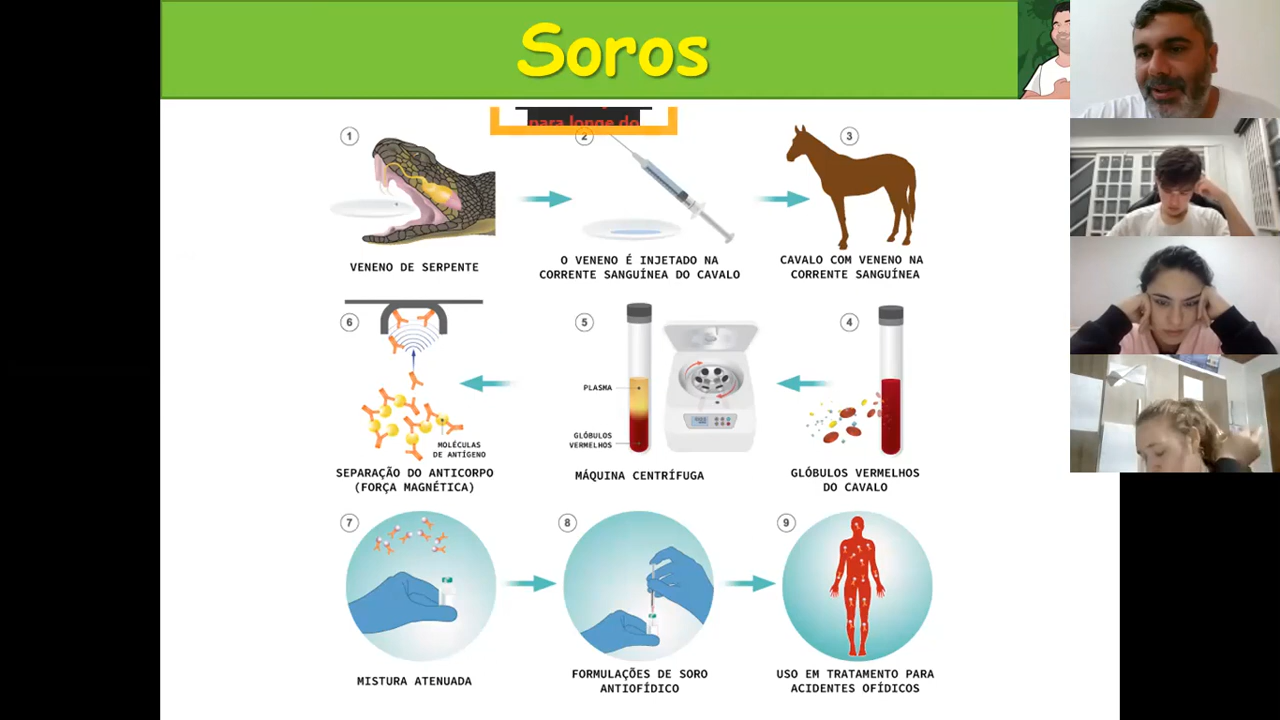 Soros
para longe do
1
2
3
VENENO DE SERPENTE
O VENENO É INJETADO NA
CORRENTE SANGUÍNEA DO CAVALO
CAVALO COM VENENO NA
CORRENTE SANGUÍNEA
6
5
4
PLASMA
GLÓBULOS
VERMELHOS
MOLÉCULAS
DE ANTÍGENO
SEPARAÇÃO DO ANTICORPO
(FORÇA MAGNÉTICA)
MÁQUINA CENTRÍFUGA
GLÓBULOS VERMELHOS
DO CAVALO
7
8
9
MISTURA ATENUADA
FORMULAÇÕES DE SORO
ANTIOFÍDICO
USO EM TRATAMENTO PARA
ACIDENTES OFÍDICOS